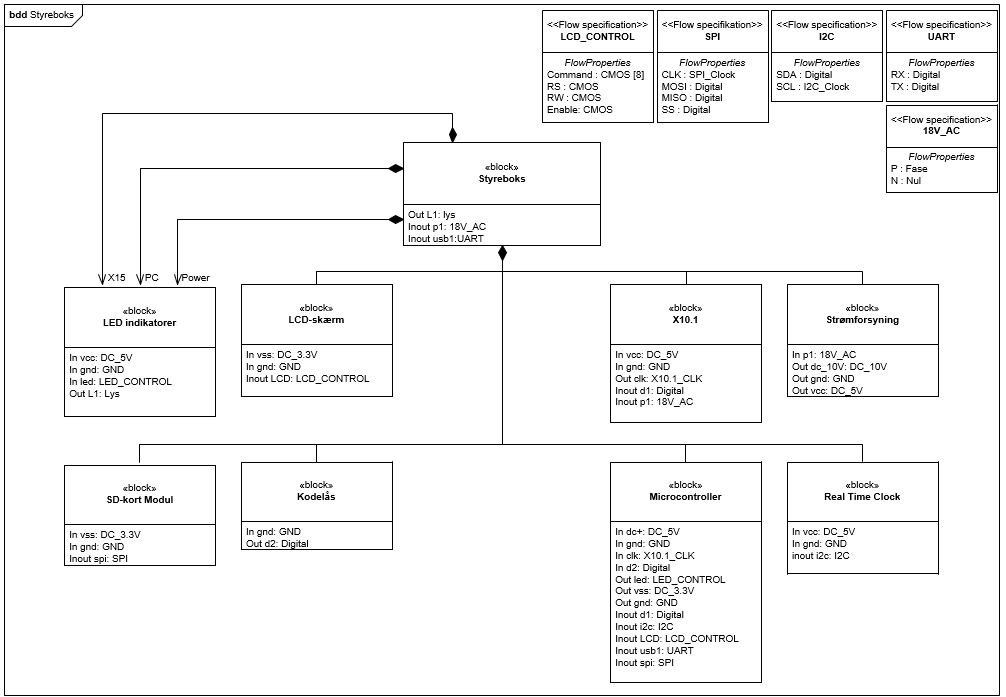 bdd Styreboks
<<Flow specification>>
LCD_CONTROL
FlowProperties
Command : CMOS [8]
RS : CMOS
RW : CMOS
Enable: CMOS
<<Flow specifikation>>
SPI
FlowProperties
CLK : SPI_Clock
MOSI : Digital
MISO : Digital
SS : Digital
<<Flow specification>>
I2C
FlowProperties
SDA : Digital
SCL : I2C_Clock
<<Flow specification>>
UART
FlowProperties
RX : Digital
TX : Digital
<<Flow specification>>
18V_AC
FlowProperties
P : Fase
N : Nul
«block»
Styreboks
Out L1: lys
Inout p1: 18V_AC
Inout usb1:UART
X15
PC
Power
«block»
LED indikatorer
In vcc: DC_5V
In gnd: GND
In led: LED_CONTROL
Out L1: Lys
«block»
LCD-skærm
In vss: DC_3.3V
In gnd: GND
Inout LCD: LCD_CONTROL
«block»
X10.1
In vcc: DC_5V
In gnd: GND
Out clk: X10.1_CLK
Inout d1: Digital
Inout p1: 18V_AC
«block»
Strømforsyning
In p1: 18V_AC
Out dc_10V: DC_10V
Out gnd: GND
Out vcc: DC_5V
«block»
SD-kort Modul
In vss: DC_3.3V
In gnd: GND
Inout spi: SPI
«block»
Kodelås
In gnd: GND
Out d2: Digital
«block»
Microcontroller
In dc+: DC_5V
In gnd: GND
In clk: X10.1_CLK
In d2: Digital
Out led: LED_CONTROL
Out vss: DC_3.3V
Out gnd: GND
Inout d1: Digital
Inout i2c: I2C
Inout LCD: LCD_CONTROL
Inout usb1: UART
Inout spi: SPI
«block»
Real Time Clock
In vcc: DC_5V
In gnd: GND
inout i2c: I2C